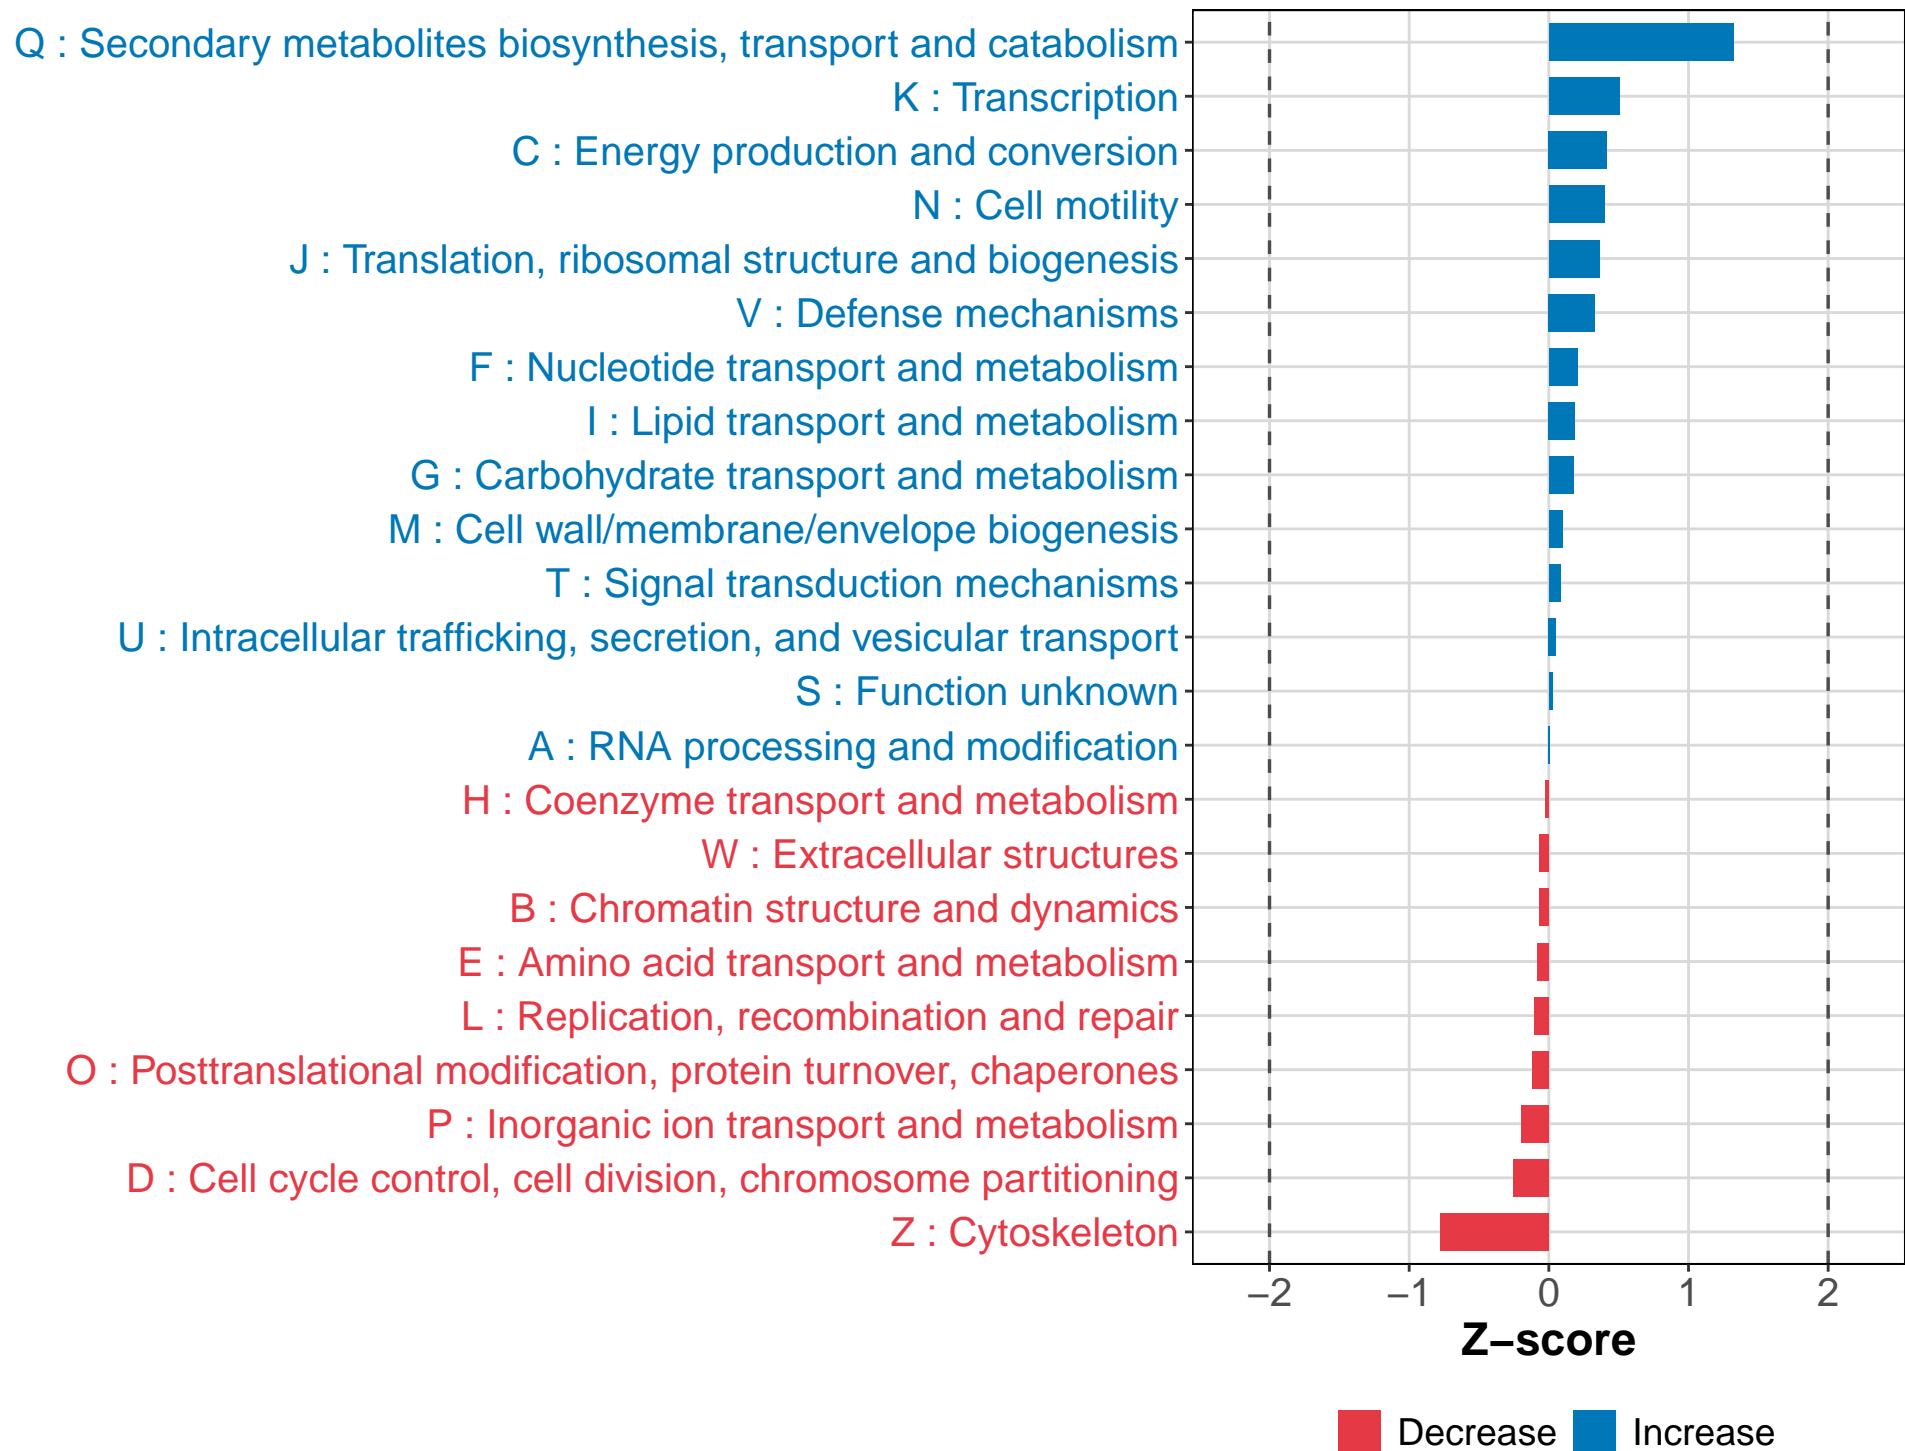 Q : Secondary metabolites biosynthesis, transport and catabolism
K : Transcription
C : Energy production and conversion
N : Cell motility
J : Translation, ribosomal structure and biogenesis
V : Defense mechanisms
F : Nucleotide transport and metabolism
I : Lipid transport and metabolism
G : Carbohydrate transport and metabolism
M : Cell wall/membrane/envelope biogenesis
T : Signal transduction mechanisms
U : Intracellular trafficking, secretion, and vesicular transport
S : Function unknown
A : RNA processing and modification
H : Coenzyme transport and metabolism
W : Extracellular structures
B : Chromatin structure and dynamics
E : Amino acid transport and metabolism
L : Replication, recombination and repair
O : Posttranslational modification, protein turnover, chaperones
P : Inorganic ion transport and metabolism
D : Cell cycle control, cell division, chromosome partitioning
Z : Cytoskeleton
−2 −1 0 1 2
Z−score
Decrease Increase